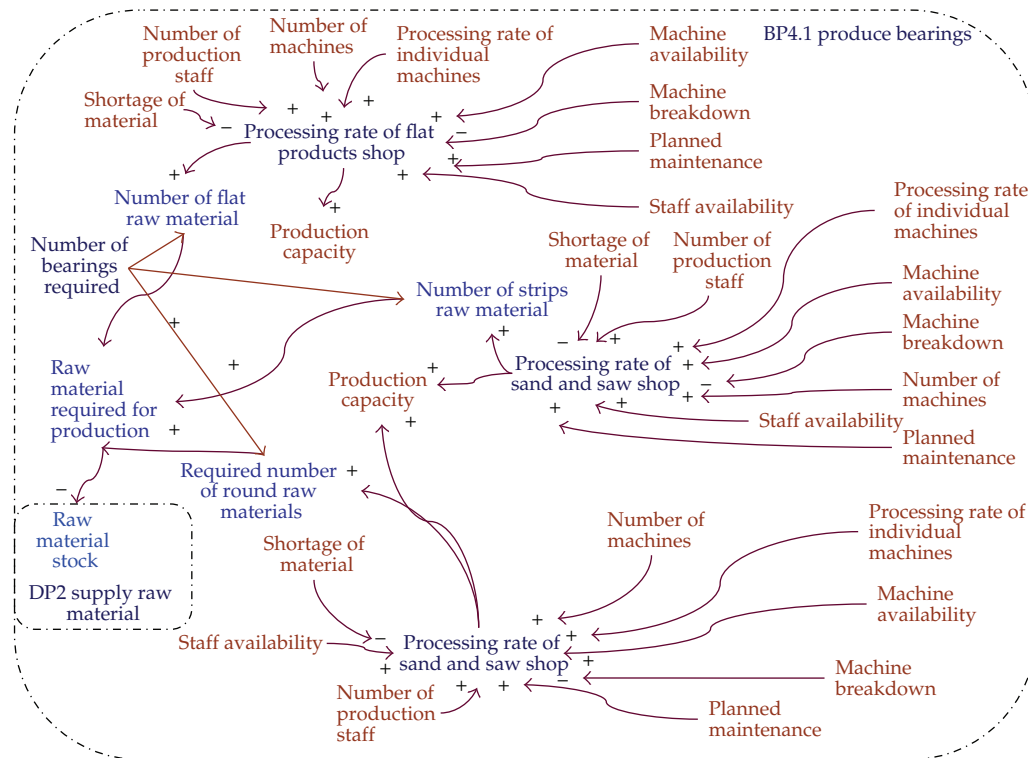 BP4.1 produce bearings
Number of
production
staff
Number
of machines
Processing rate of
individual
machines
Machine
availability
Shortage of
material
Machine
breakdown
Processing rate of flat
products shop
Planned
maintenance
Staff availability
Number of flat
raw material
Production
capacity
Number of
bearings
required
Shortage of
material
Number of
production
staff
Processing rate
of individual
machines
Machine
availability
Number of strips
raw material
Machine
breakdown
Processing rate of
sand and saw shop
Number of
machines
Staff availability
Planned
maintenance
Raw
material
required for
production
Production
capacity
Required number
of round raw
materials
Raw
material
stock
DP2 supply raw
material
Shortage of
material
Number of
machines
Processing rate of
individual
machines
Machine
availability
Staff availability
Processing rate of
sand and saw shop
Number of
production
staff
Planned
maintenance
Machine
breakdown
+
+
+
+
+
−
−
+
+
+
+
+
+
+
−
−
+
+
+
−
+
+
+
+
+
+
+
−
−
+
+
+
+
+
+
−